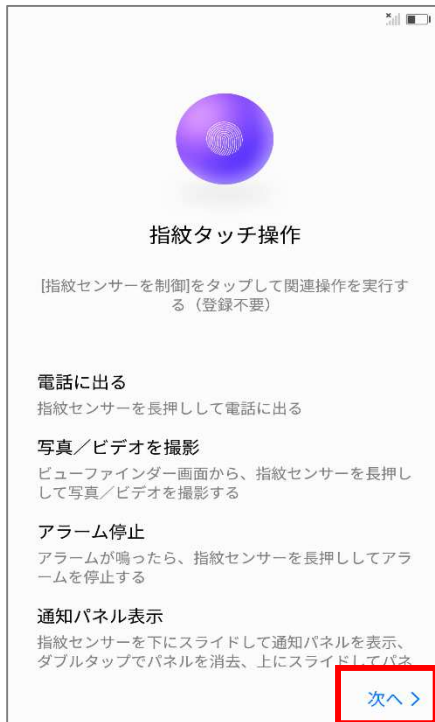 指紋タッチ操作
[指紋センサーを制御]をタップして関連操作を実行す
る（登録不要）
電話に出る
指紋センサーを長押しして電話に出る
写真／ビデオを撮影
ビューファインダー画面から、指紋センサーを長押し
して写真／ビデオを撮影する
アラーム停止
アラームが鳴ったら、指紋センサーを長押ししてアラ
ームを停止する
通知パネル表示
指紋センサーを下にスライドして通知パネルを表示、
ダブルタップでパネルを消去、上にスライドしてパネ
次へ